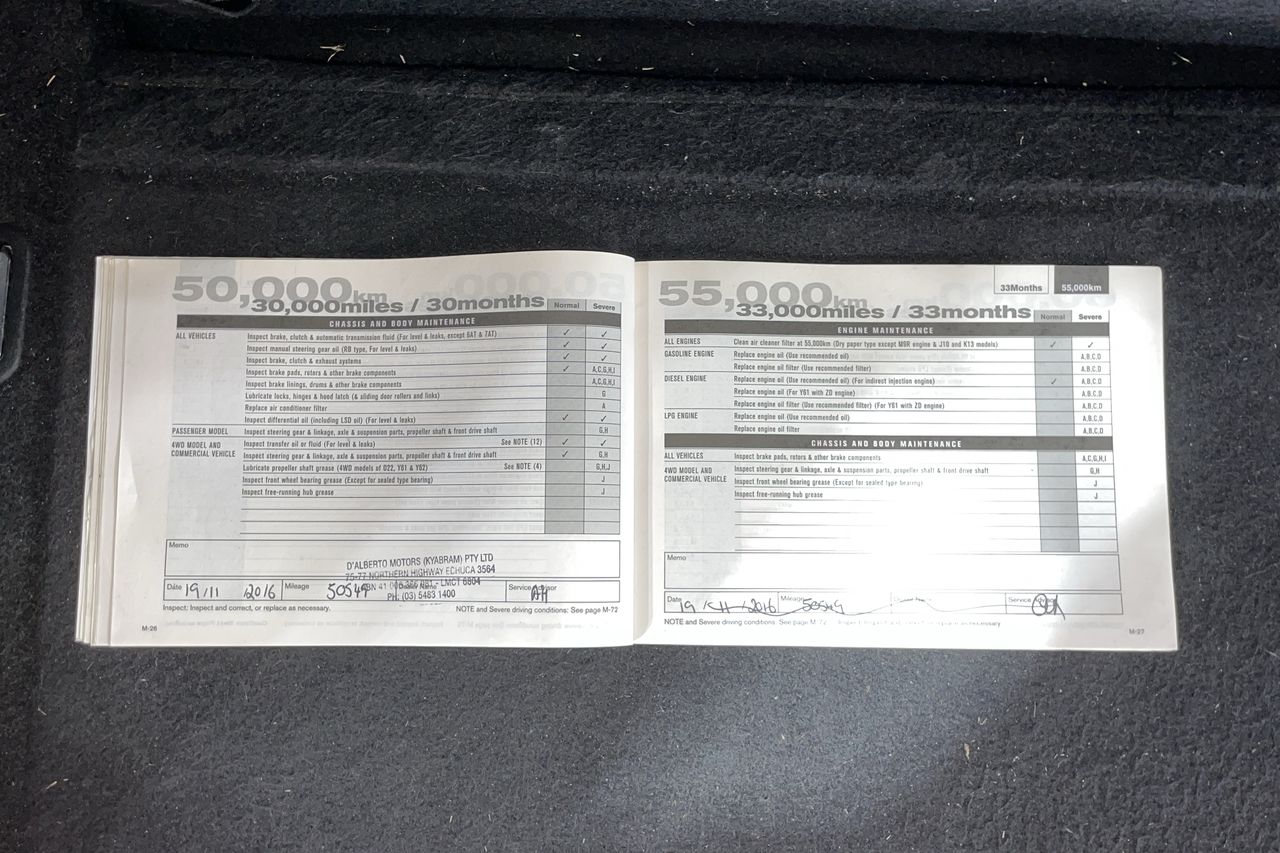 50,000km
30,000miles / 30months
Normal Severe
CHASSIS AND BODY MAINTENANCE
ALL VEHICLES Inspect brake, clutch & automatic transmission fluid (For level & leaks, except 6AT & 7AT) ✓ ✓
Inspect manual steering gear oil (RB type, For level & leaks) ✓ ✓
Inspect brake, clutch & exhaust systems ✓ ✓
Inspect brake pads, rotors & other brake components ✓ A,C,G,H,I
Inspect brake linings, drums & other brake components A,C,G,H,I
Lubricate locks, hinges & hood latch (& sliding door rollers and links) G
Replace air conditioner filter A
Inspect differential oil (including LSD oil) (For level & leaks) ✓ ✓
PASSENGER MODEL Inspect steering gear & linkage, axle & suspension parts, propeller shaft & front drive shaft G,H
4WD MODEL AND COMMERCIAL VEHICLE Inspect transfer oil or fluid (For level & leaks) See NOTE (12) ✓ ✓
Inspect steering gear & linkage, axle & suspension parts, propeller shaft & front drive shaft ✓ G,H
Lubricate propeller shaft grease (4WD models of D22, Y61 & Y62) See NOTE (4) G,H,J
Inspect front wheel bearing grease (Except for sealed type bearing) J
Inspect free-running hub grease J
Memo
D'ALBERTO MOTORS (KYABRAM) PTY LTD
75-77 NORTHERN HIGHWAY ECHUCA 3564
LMCT 6804
PH: (03) 5483 1400
Date 19/11 2016 Mileage 50549 Service Advisor AH
Inspect: Inspect and correct, or replace as necessary. NOTE and Severe driving conditions: See page M-72
M-26
33Months 55,000km
55,000km
33,000miles / 33months
Normal Severe
ENGINE MAINTENANCE
ALL ENGINES Clean air cleaner filter at 55,000km (Dry paper type except M9R engine & J10 and K13 models) ✓ ✓
GASOLINE ENGINE Replace engine oil (Use recommended oil) A,B,C,D
Replace engine oil filter (Use recommended filter) A,B,C,D
DIESEL ENGINE Replace engine oil (Use recommended oil) (For indirect injection engine) ✓ A,B,C,D
Replace engine oil (For Y61 with ZD engine) A,B,C,D
Replace engine oil filter (Use recommended filter) (For Y61 with ZD engine) A,B,C,D
LPG ENGINE Replace engine oil (Use recommended oil) A,B,C,D
Replace engine oil filter A,B,C,D
CHASSIS AND BODY MAINTENANCE
ALL VEHICLES Inspect brake pads, rotors & other brake components A,C,G,H,I
4WD MODEL AND COMMERCIAL VEHICLE Inspect steering gear & linkage, axle & suspension parts, propeller shaft & front drive shaft G,H
Inspect front wheel bearing grease (Except for sealed type bearing) J
Inspect free-running hub grease J
Memo
Date 19 2016 Mileage 50549 Service Advisor
NOTE and Severe driving conditions: See page M-72 Inspect: Inspect and correct, or replace as necessary
M-27